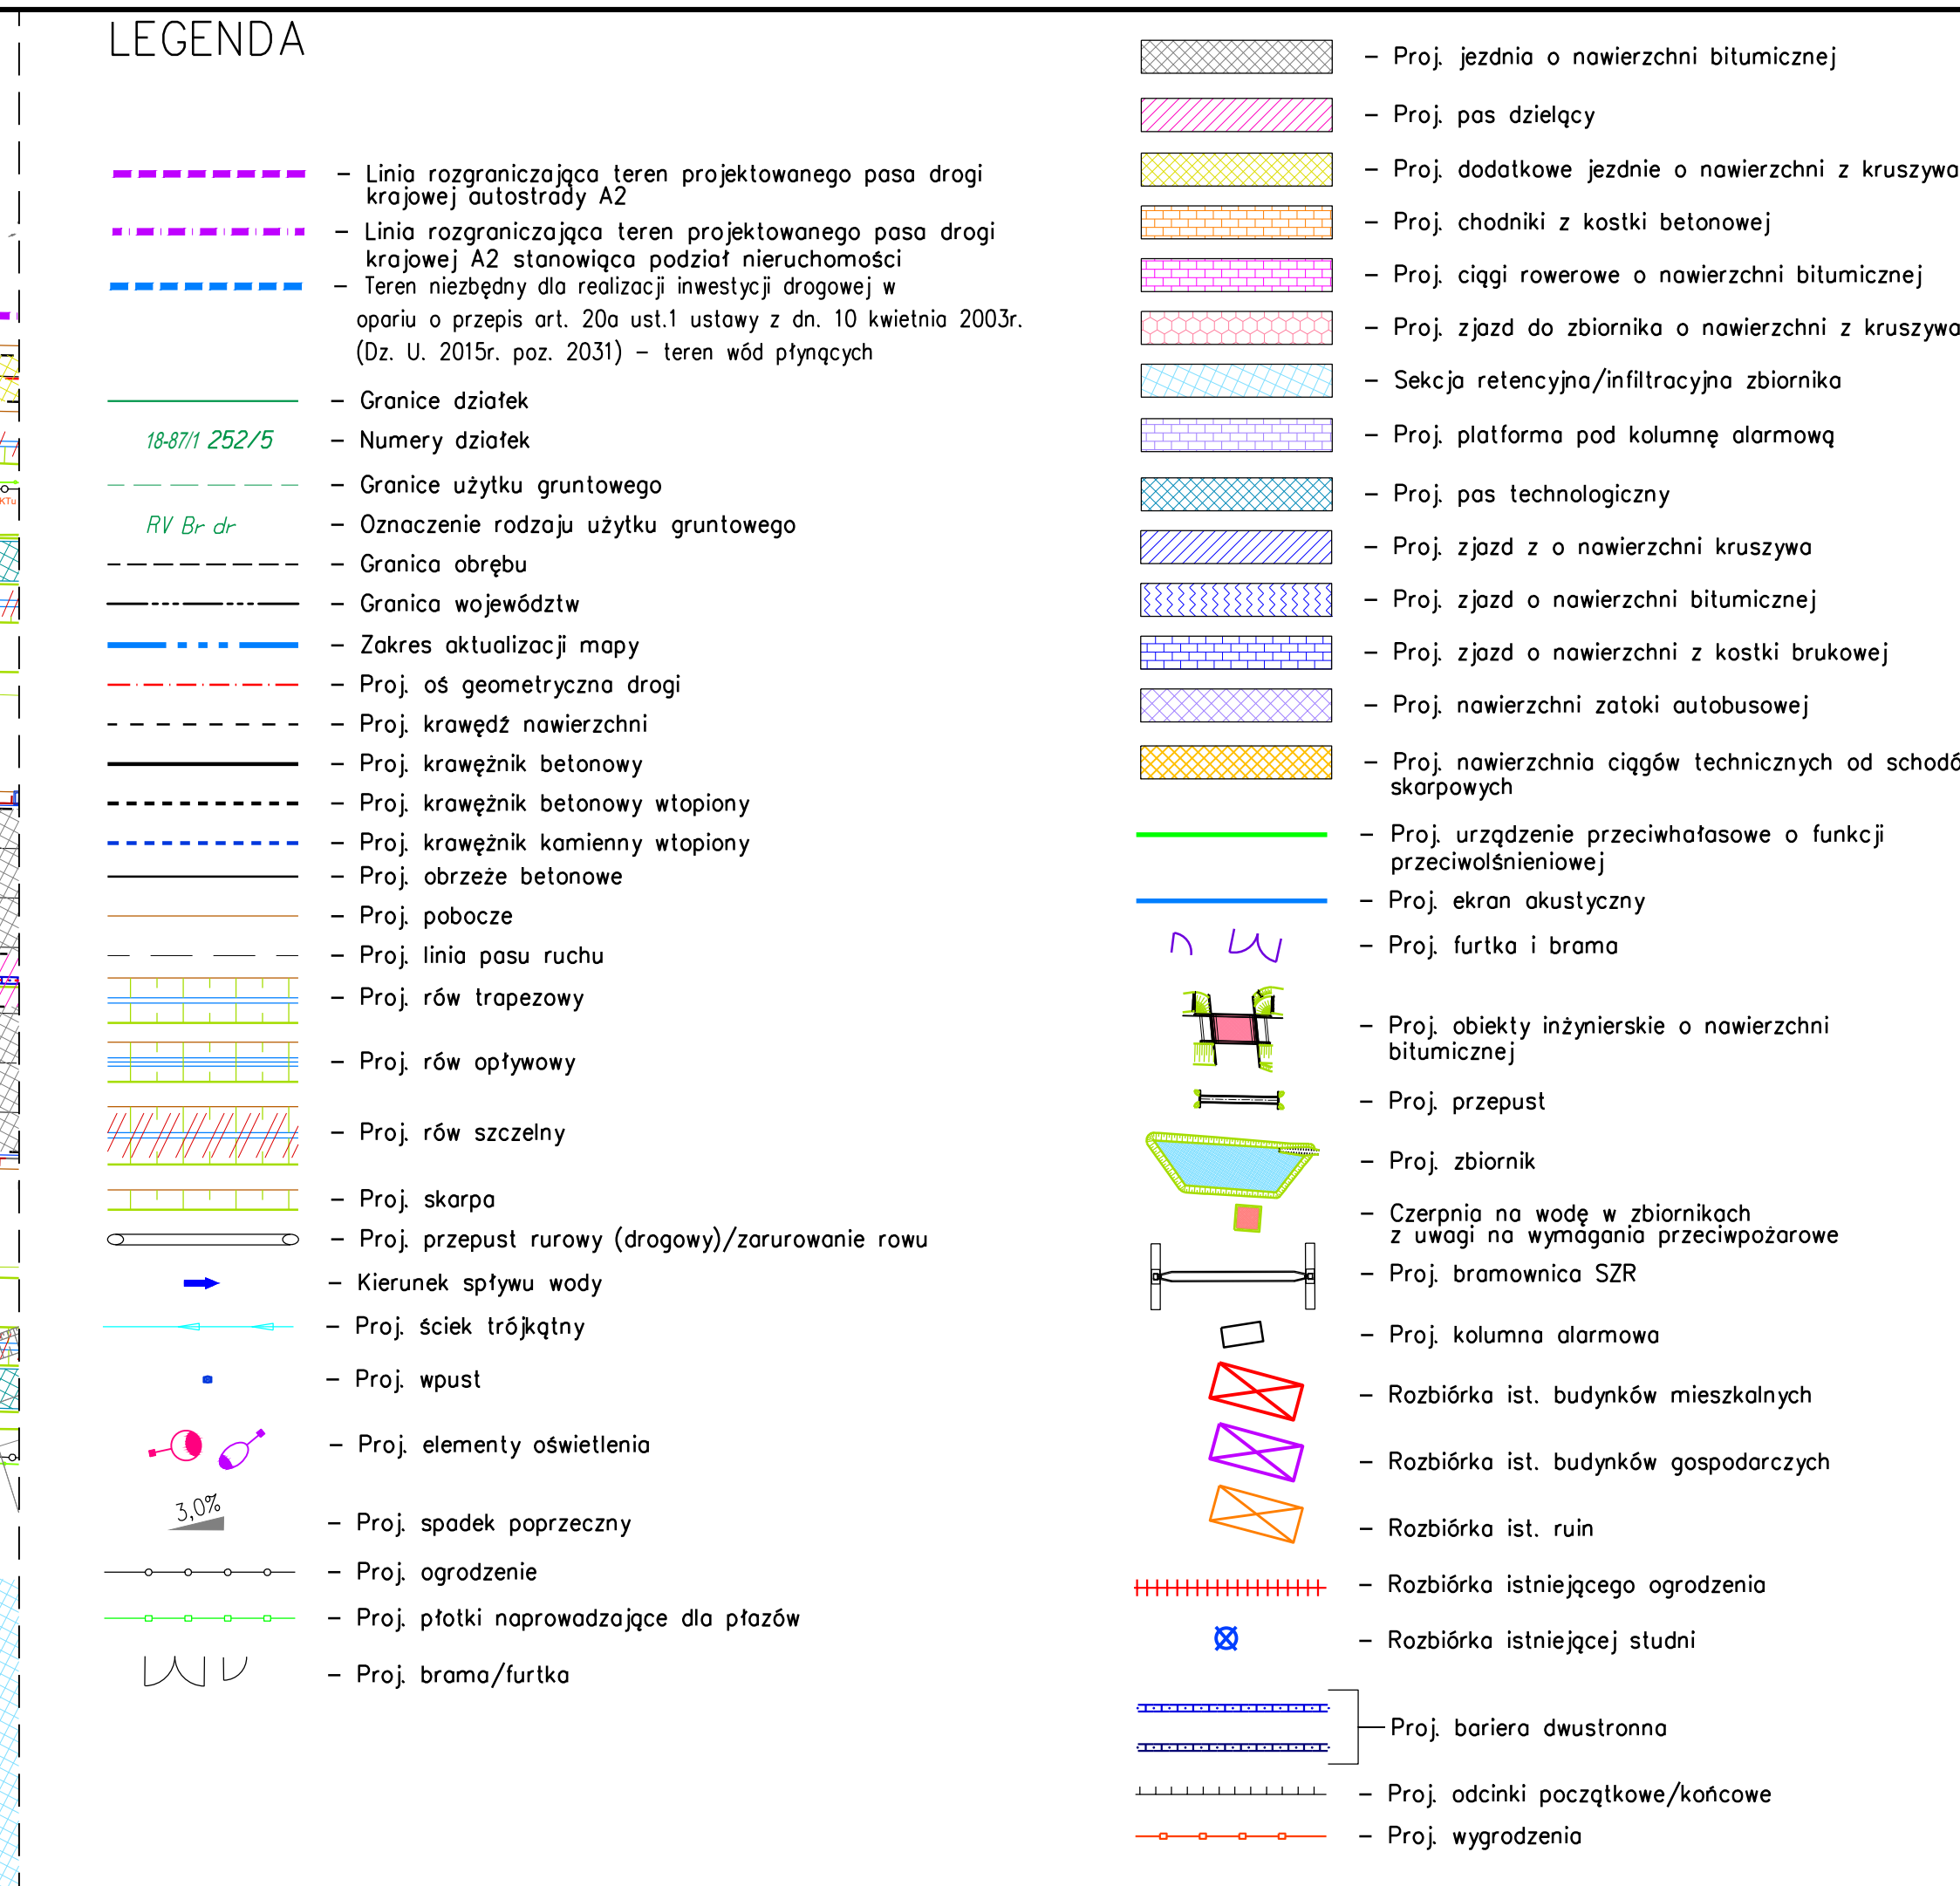 LEGENDA
– Linia rozgraniczająca teren projektowanego pasa drogi
krajowej autostrady A2
– Linia rozgraniczająca teren projektowanego pasa drogi
krajowej A2 stanowiąca podział nieruchomości
– Teren niezbędny dla realizacji inwestycji drogowej w
opariu o przepis art. 20a ust.1 ustawy z dn. 10 kwietnia 2003r.
(Dz. U. 2015r. poz. 2031) – teren wód płynących
– Granice działek
18-87/1 252/5 – Numery działek
– Granice użytku gruntowego
RV Br dr – Oznaczenie rodzaju użytku gruntowego
– Granica obrębu
– Granica województw
– Zakres aktualizacji mapy
– Proj. oś geometryczna drogi
– Proj. krawędź nawierzchni
– Proj. krawężnik betonowy
– Proj. krawężnik betonowy wtopiony
– Proj. krawężnik kamienny wtopiony
– Proj. obrzeże betonowe
– Proj. pobocze
– Proj. linia pasu ruchu
– Proj. rów trapezowy
– Proj. rów opływowy
– Proj. rów szczelny
– Proj. skarpa
– Proj. przepust rurowy (drogowy)/zarurowanie rowu
– Kierunek spływu wody
– Proj. ściek trójkątny
– Proj. wpust
– Proj. elementy oświetlenia
3,0% – Proj. spadek poprzeczny
– Proj. ogrodzenie
– Proj. płotki naprowadzające dla płazów
– Proj. brama/furtka
– Proj. jezdnia o nawierzchni bitumicznej
– Proj. pas dzielący
– Proj. dodatkowe jezdnie o nawierzchni z kruszywa
– Proj. chodniki z kostki betonowej
– Proj. ciągi rowerowe o nawierzchni bitumicznej
– Proj. zjazd do zbiornika o nawierzchni z kruszywa
– Sekcja retencyjna/infiltracyjna zbiornika
– Proj. platforma pod kolumnę alarmową
– Proj. pas technologiczny
– Proj. zjazd z o nawierzchni kruszywa
– Proj. zjazd o nawierzchni bitumicznej
– Proj. zjazd o nawierzchni z kostki brukowej
– Proj. nawierzchni zatoki autobusowej
– Proj. nawierzchnia ciągów technicznych od schodó
skarpowych
– Proj. urządzenie przeciwhałasowe o funkcji
przeciwolśnieniowej
– Proj. ekran akustyczny
– Proj. furtka i brama
– Proj. obiekty inżynierskie o nawierzchni
bitumicznej
– Proj. przepust
– Proj. zbiornik
– Czerpnia na wodę w zbiornikach
z uwagi na wymagania przeciwpożarowe
– Proj. bramownica SZR
– Proj. kolumna alarmowa
– Rozbiórka ist. budynków mieszkalnych
– Rozbiórka ist. budynków gospodarczych
– Rozbiórka ist. ruin
– Rozbiórka istniejącego ogrodzenia
– Rozbiórka istniejącej studni
Proj. bariera dwustronna
– Proj. odcinki początkowe/końcowe
– Proj. wygrodzenia
KTu